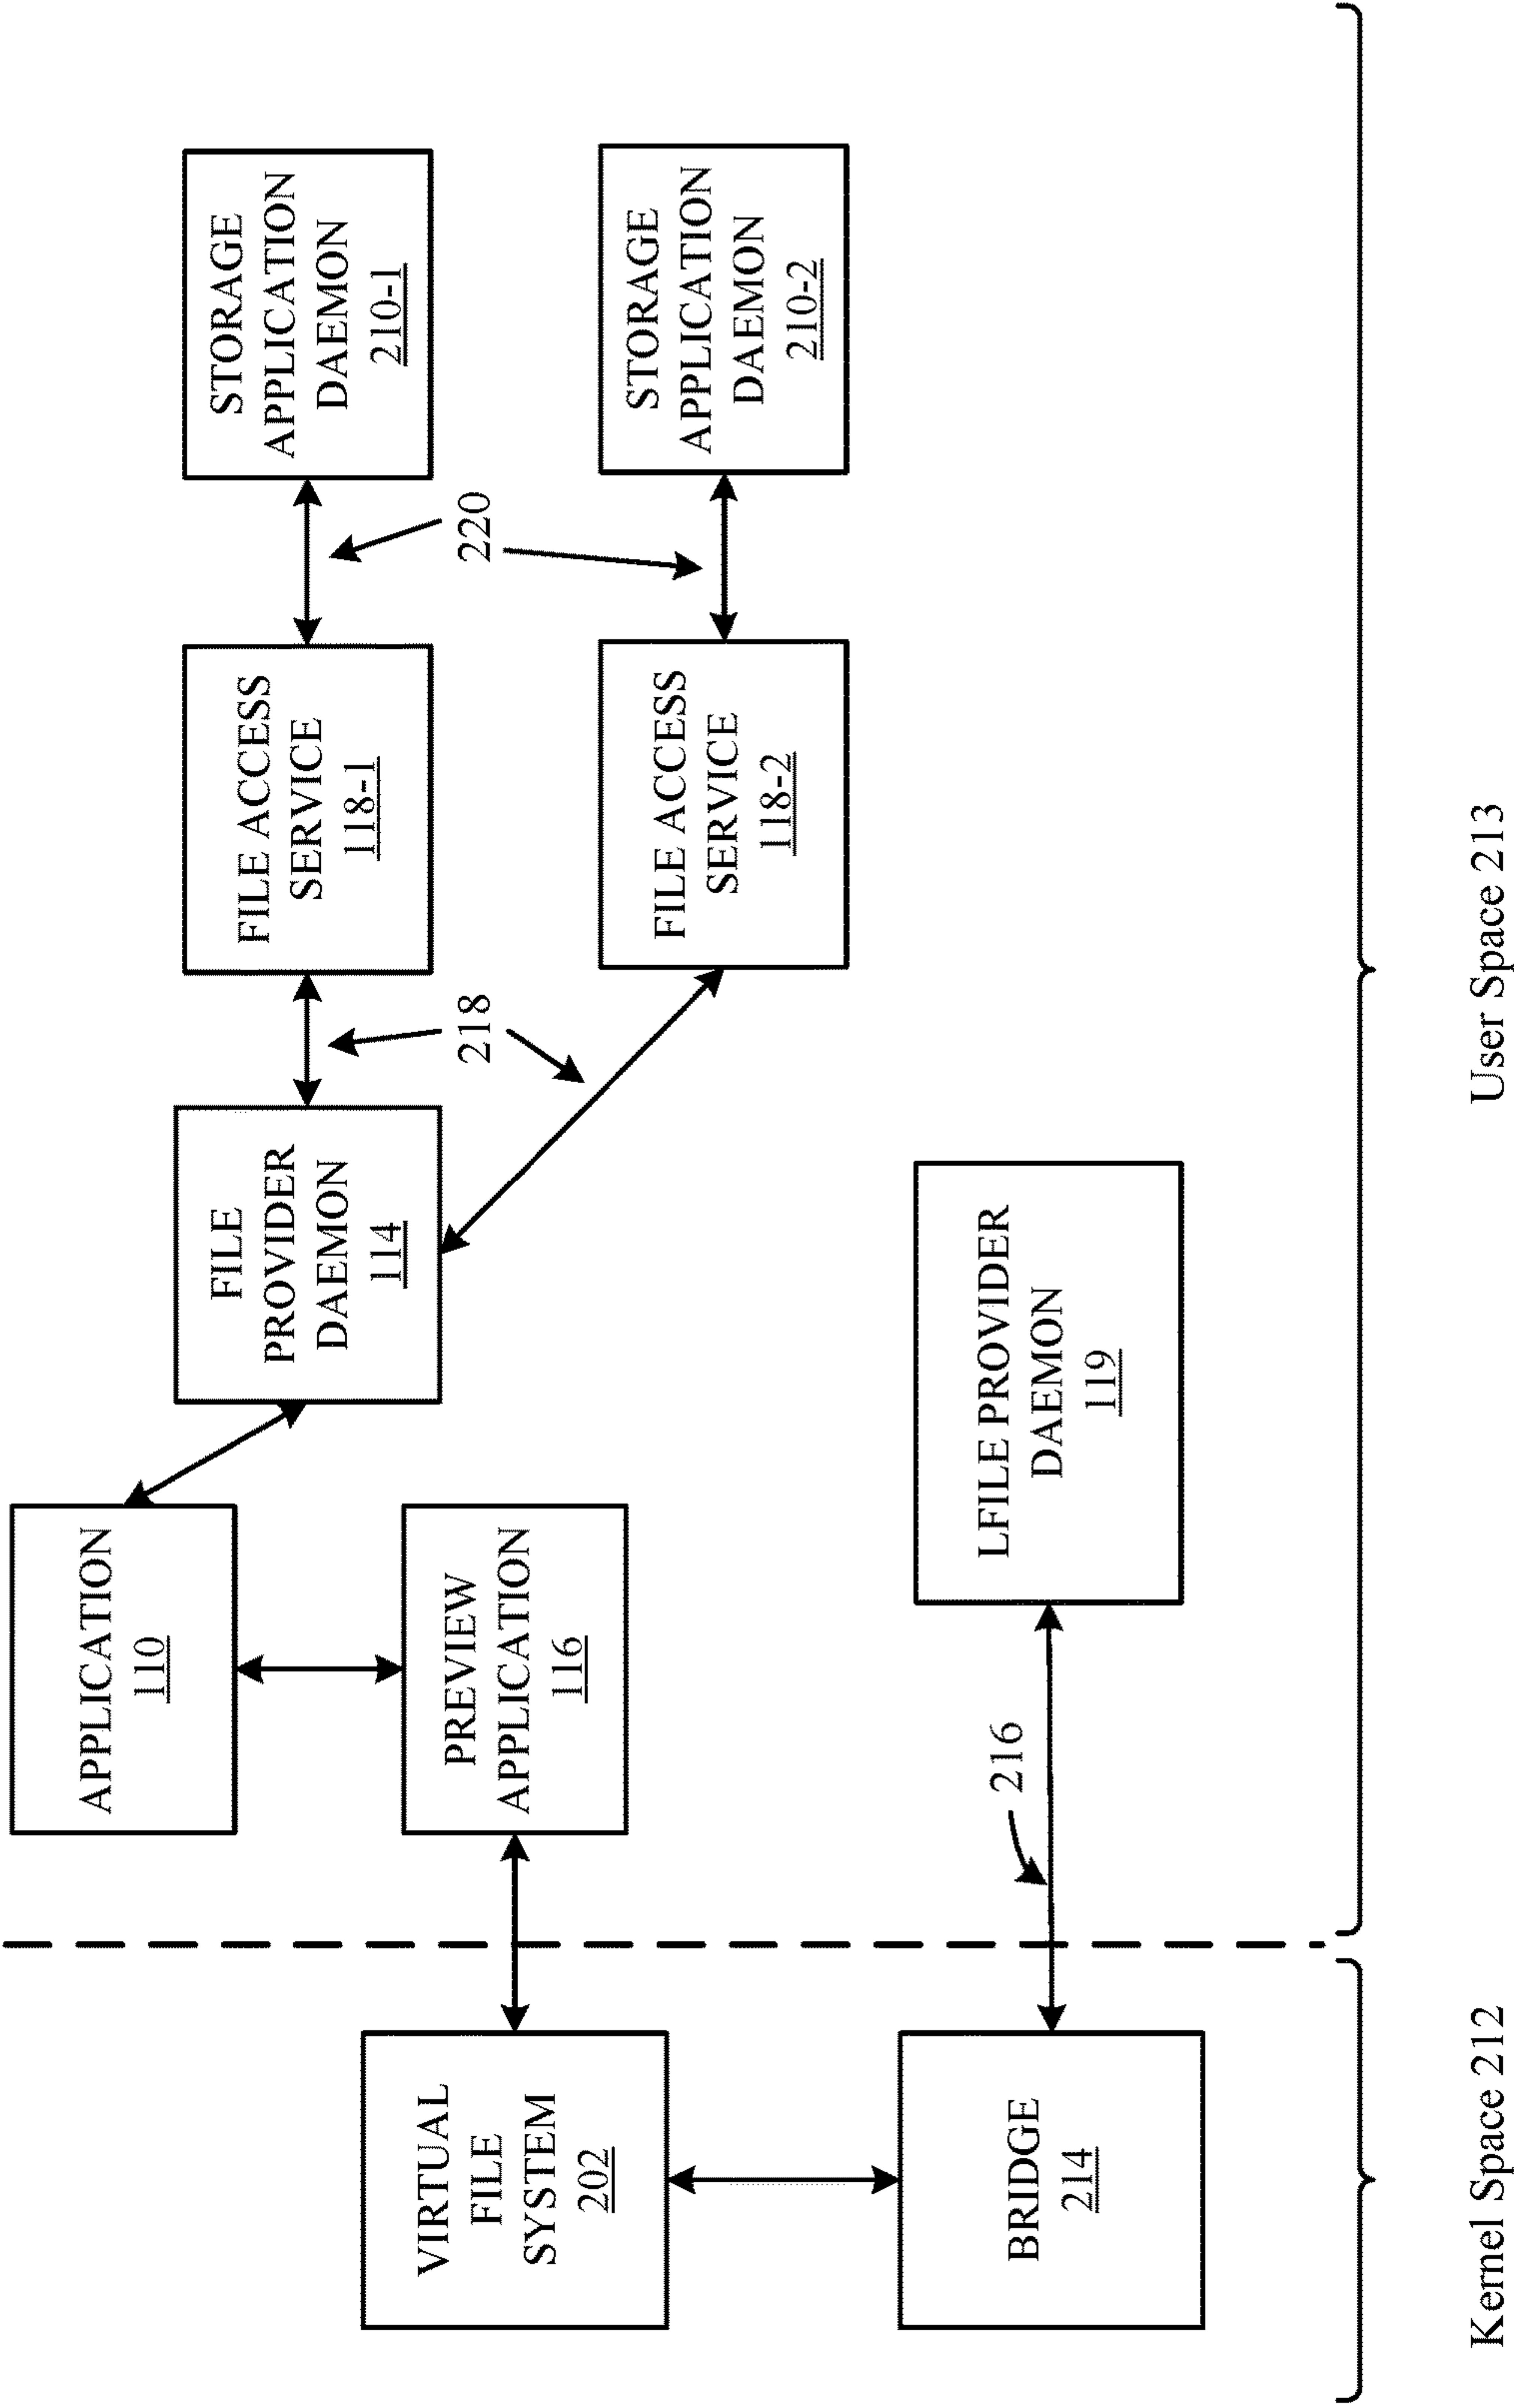 APPLICATION
110
FILE
PROVIDER
DAEMON
114
FILE ACCESS
SERVICE
118-1
STORAGE
APPLICATION
DAEMON
210-1
218
220
VIRTUAL
FILE
SYSTEM
202
PREVIEW
APPLICATION
116
FILE ACCESS
SERVICE
118-2
STORAGE
APPLICATION
DAEMON
210-2
BRIDGE
214
216
LFILE PROVIDER
DAEMON
119
Kernel Space 212
User Space 213